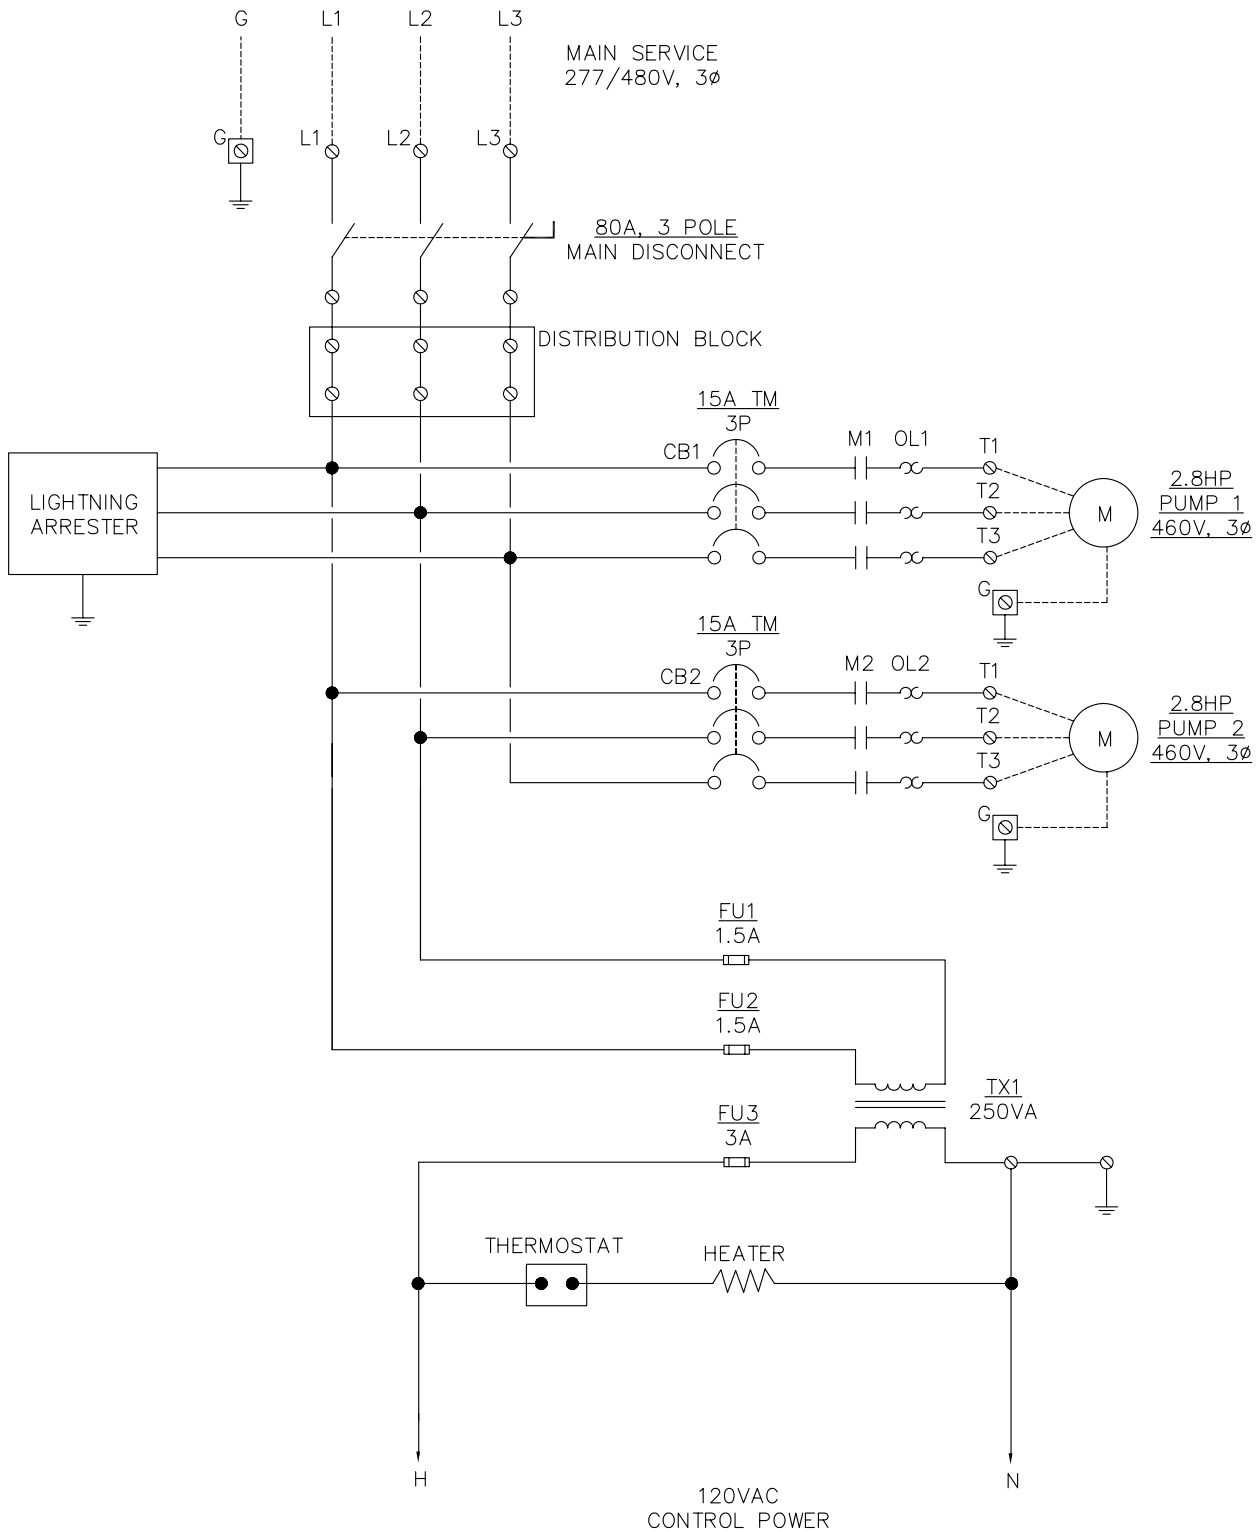 G L1 L2 L3
MAIN SERVICE
277/480V, 3ø
G L1 L2 L3
80A, 3 POLE
MAIN DISCONNECT
DISTRIBUTION BLOCK
15A TM
3P
CB1 M1 OL1 T1
T2
T3
LIGHTNING
ARRESTER
M
2.8HP
PUMP 1
460V, 3ø
G
15A TM
3P
CB2 M2 OL2 T1
T2
T3
M
2.8HP
PUMP 2
460V, 3ø
G
FU1
1.5A
FU2
1.5A
TX1
250VA
FU3
3A
THERMOSTAT HEATER
H N
120VAC
CONTROL POWER